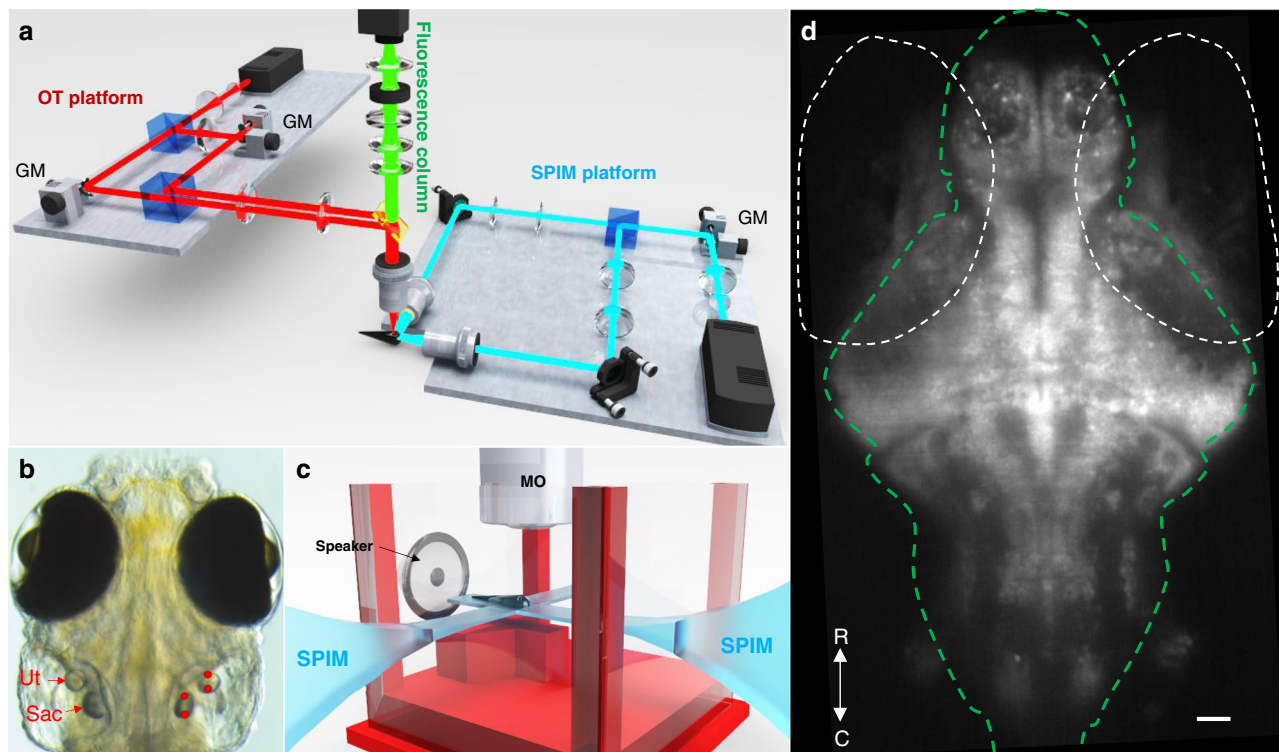 a
OT platform
GM
GM
Fluorescence column
SPIM platform
GM
b
Ut
Sac
c
MO
Speaker
SPIM
SPIM
d
R
C